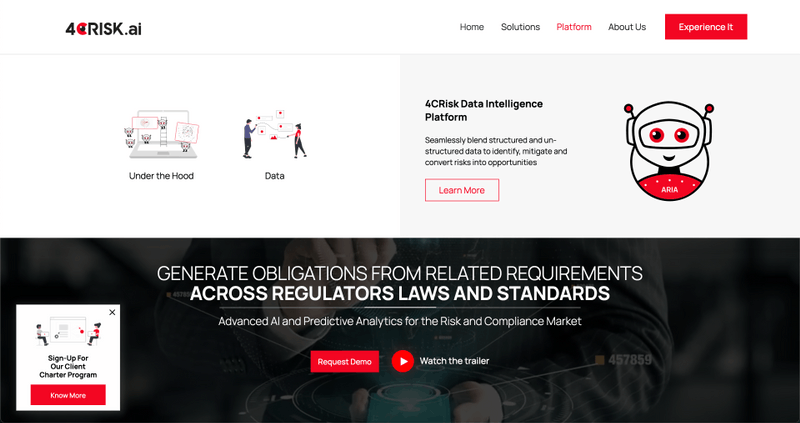 4CRISK.ai
Home Solutions Platform About Us Experience It
Under the Hood
Data
4CRisk Data Intelligence
Platform
Seamlessly blend structured and un-
structured data to identify, mitigate and
convert risks into opportunities
Learn More
ARIA
GENERATE OBLIGATIONS FROM RELATED REQUIREMENTS
ACROSS REGULATORS LAWS AND STANDARDS
Advanced AI and Predictive Analytics for the Risk and Compliance Market
Request Demo
Watch the trailer
457859
Sign-Up For
Our Client
Charter Program
Know More